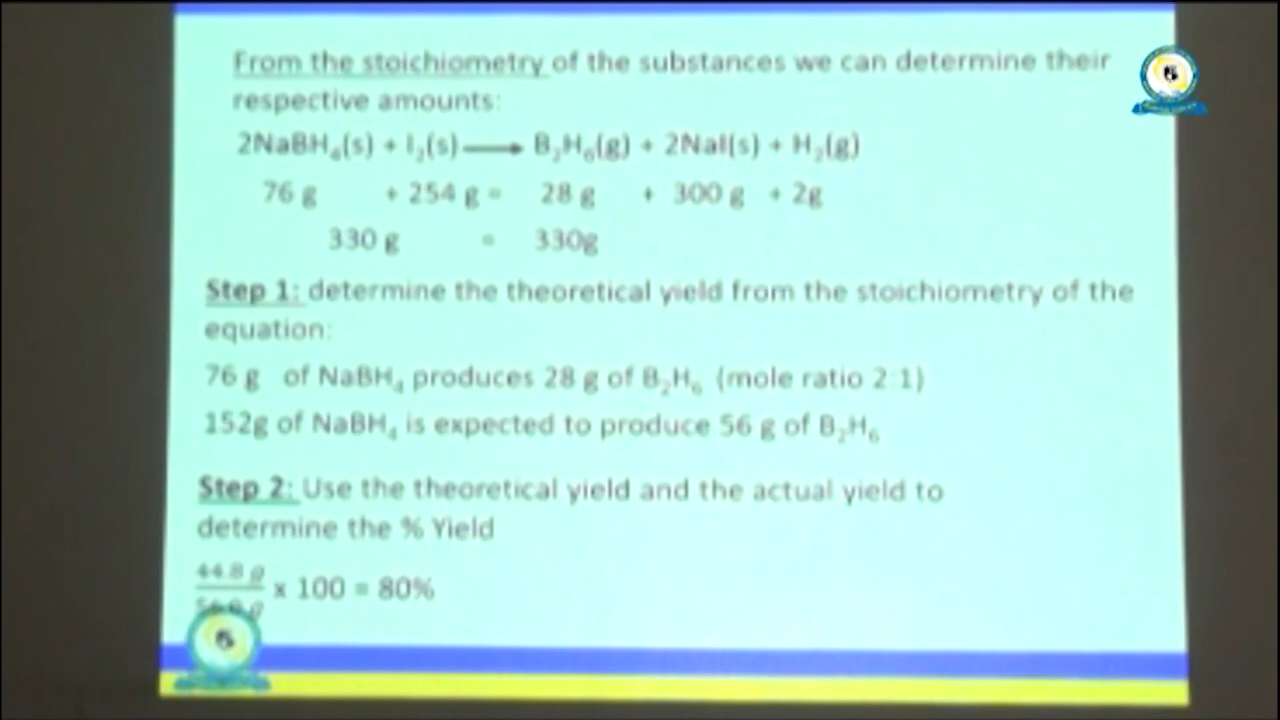 From the stoichiometry of the substances we can determine their
respective amounts:
2NaBH₄(s) + I₂(s) ⟶ B₂H₆(g) + 2NaI(s) + H₂(g)
76 g + 254 g = 28 g + 300 g + 2g
330 g = 330g
Step 1: determine the theoretical yield from the stoichiometry of the
equation:
76 g of NaBH₄ produces 28 g of B₂H₆ (mole ratio 2:1)
152g of NaBH₄ is expected to produce 56 g of B₂H₆
Step 2: Use the theoretical yield and the actual yield to
determine the % Yield
44.8 g
x 100 = 80%
56.0 g